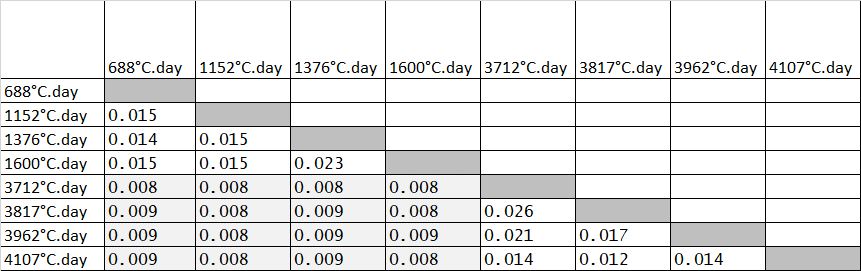 688°C.day 1152°C.day 1376°C.day 1600°C.day 3712°C.day 3817°C.day 3962°C.day 4107°C.day
688°C.day
1152°C.day 0.015
1376°C.day 0.014 0.015
1600°C.day 0.015 0.015 0.023
3712°C.day 0.008 0.008 0.008 0.008
3817°C.day 0.009 0.008 0.009 0.008 0.026
3962°C.day 0.009 0.008 0.009 0.009 0.021 0.017
4107°C.day 0.009 0.008 0.009 0.008 0.014 0.012 0.014